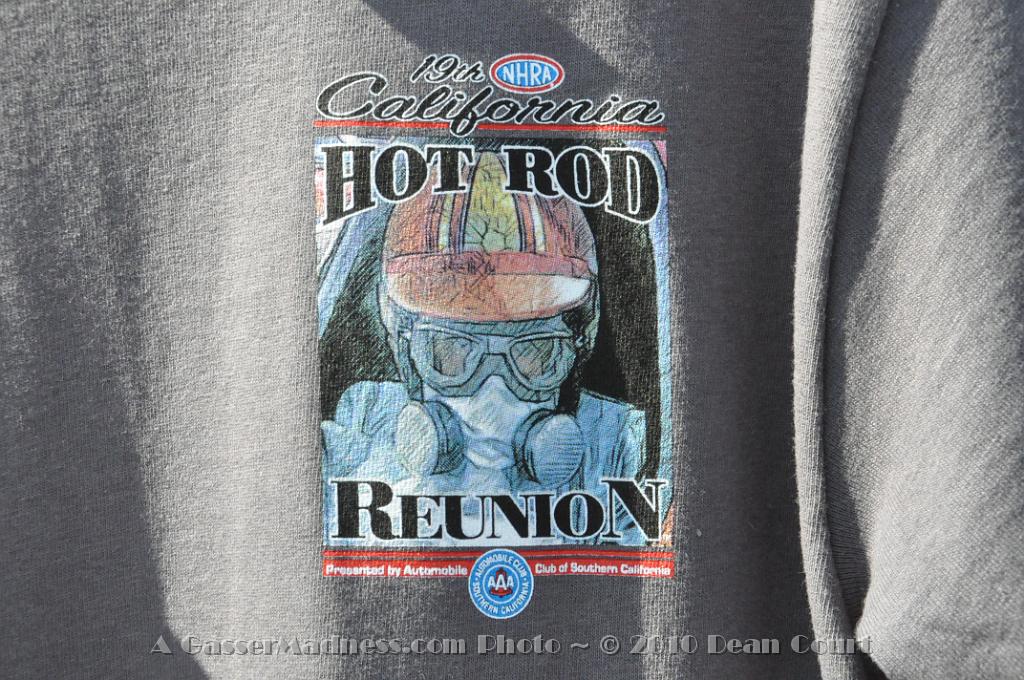 19th NHRA
California
HOT ROD
REUNION
Presented by Automobile Club of Southern California
AUTOMOBILE CLUB
AAA
SOUTHERN CALIFORNIA
A GasserMadness.com Photo ~ © 2010 Dean Court